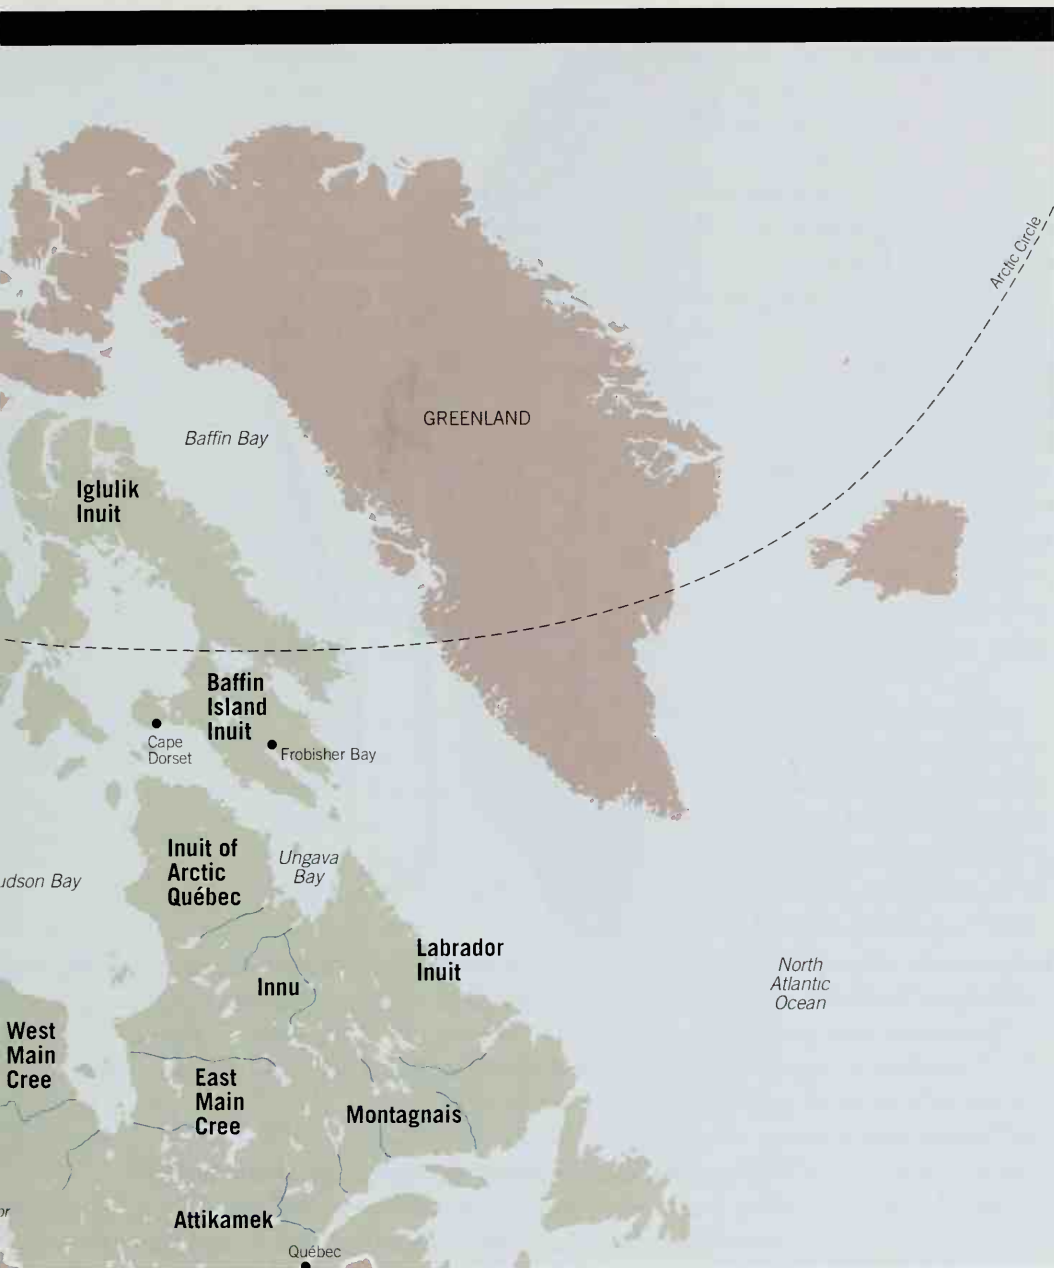 Arctic Circle
GREENLAND
Baffin Bay
Iglulik
Inuit
Baffin
Island
Inuit
Cape
Dorset
Frobisher Bay
Inuit of
Arctic
Québec
Ungava
Bay
udson Bay
Labrador
Inuit
North
Atlantic
Ocean
Innu
West
Main
Cree
East
Main
Cree
Montagnais
Attikamek
or
Québec